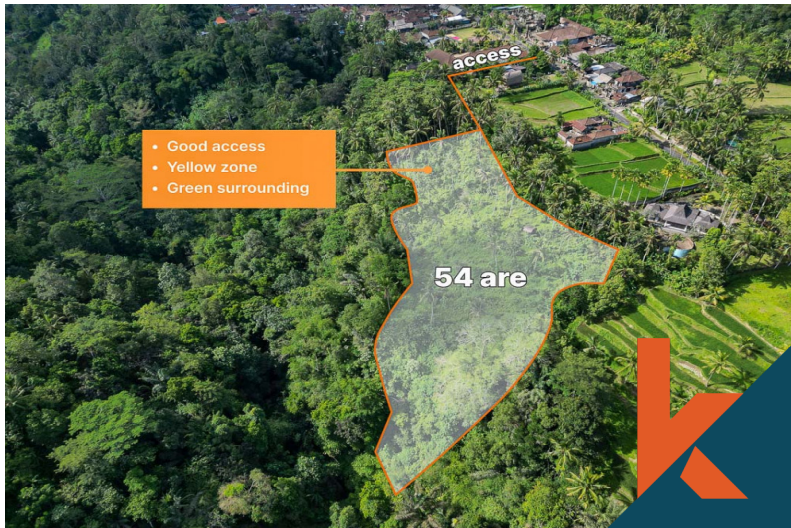 access
• Good access
• Yellow zone
• Green surrounding
54 are
k